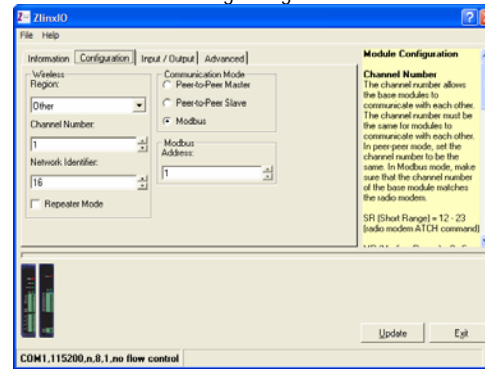 ZlinxIO
File Help
Information Configuration Input / Output Advanced
Wireless
Region:
Other
Channel Number:
1
Network Identifier:
16
Repeater Mode
Communication Mode
Peer-to-Peer Master
Peer-to-Peer Slave
Modbus
Modbus
Address:
1
Module Configuration
Channel Number
The channel number allows
the base modules to
communicate with each other.
The channel number must be
the same for modules to
communicate with each other.
In peer-peer mode, set the
channel number to be the
same. In Modbus mode, make
sure that the channel number
of the base module matches
the radio modem.
SR (Short Range) = 12 - 23
(radio modem ATCH command)
Update Exit
COM1,115200,n,8,1,no flow control